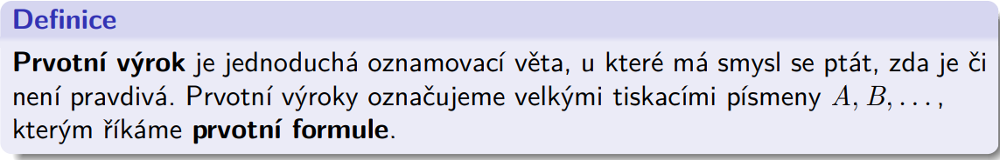 Definice
Prvotní výrok je jednoduchá oznamovací věta, u které má smysl se ptát, zda je či
není pravdivá. Prvotní výroky označujeme velkými tiskacími písmeny A, B, . . . ,
kterým říkáme prvotní formule.